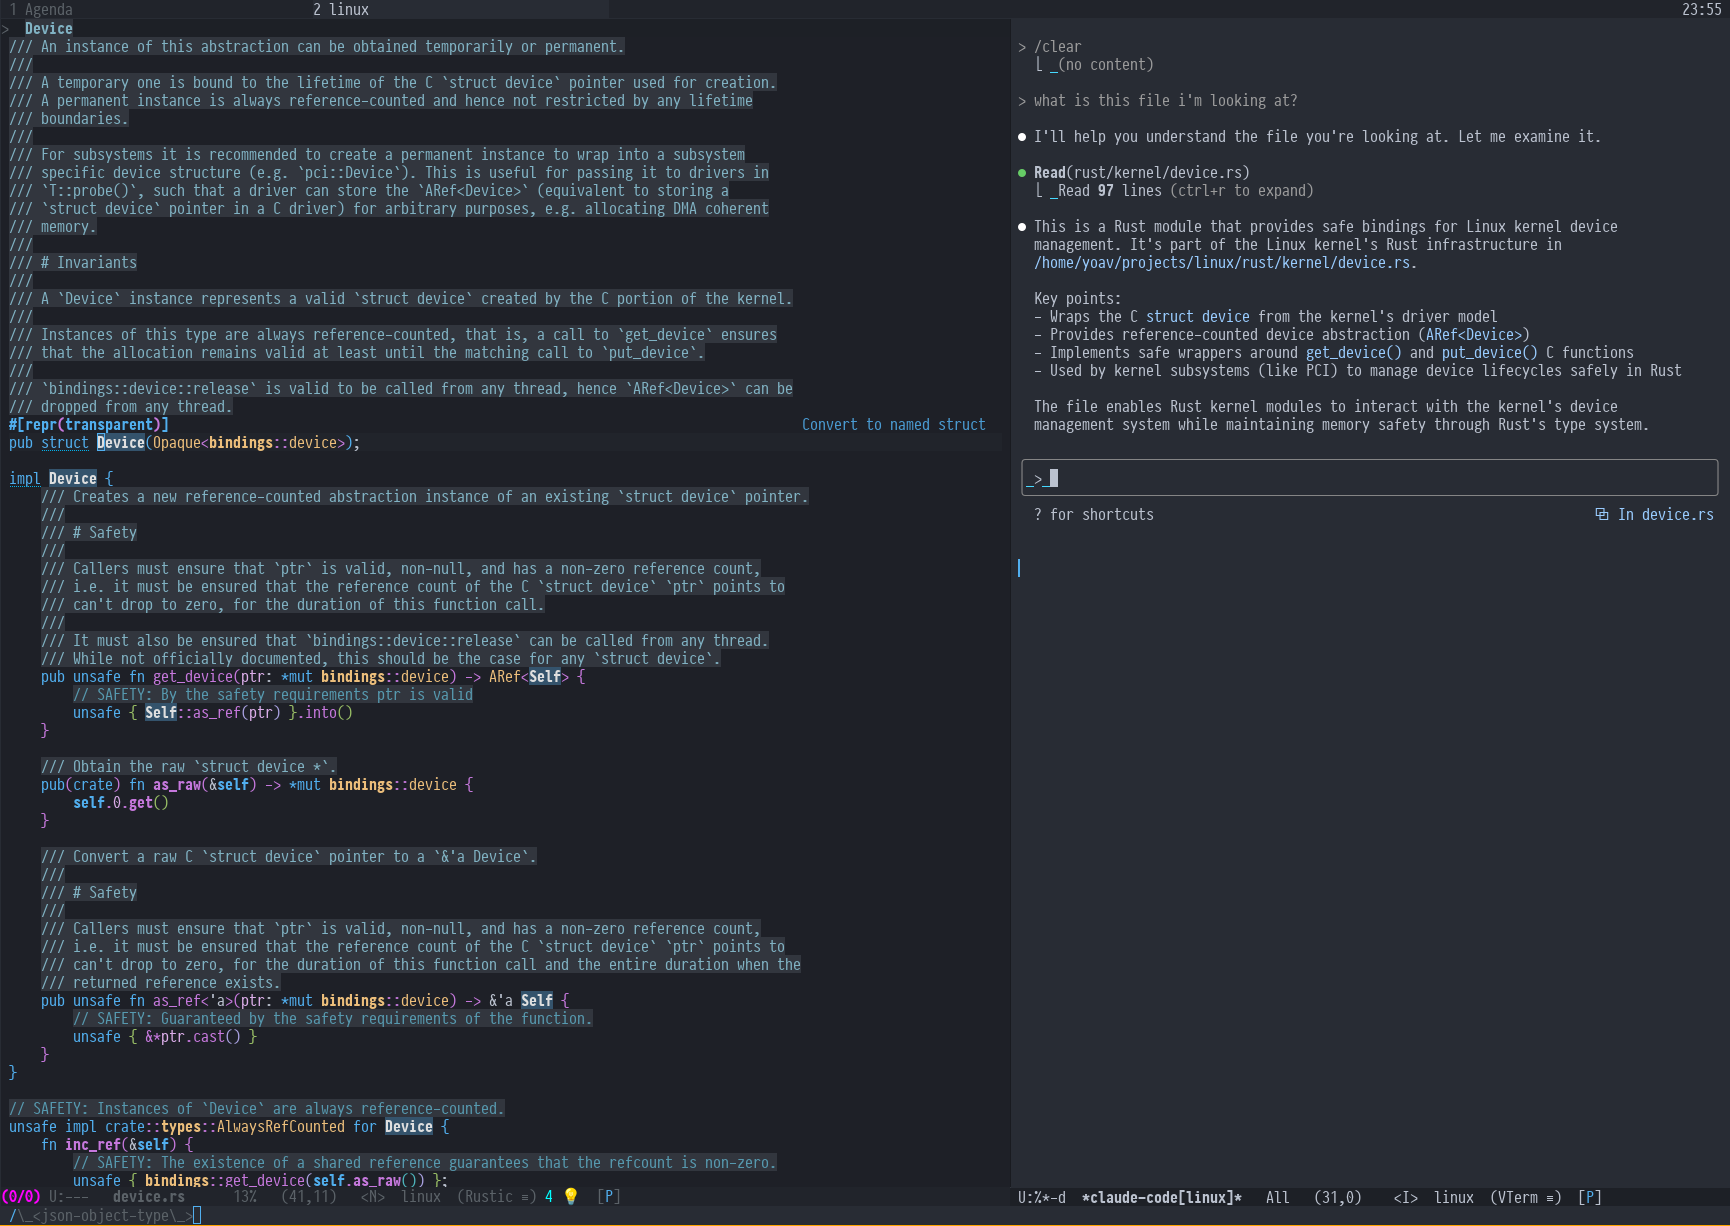 1 Agenda
2 linux
23:55
> Device
/// An instance of this abstraction can be obtained temporarily or permanent.
///
/// A temporary one is bound to the lifetime of the C `struct device` pointer used for creation.
/// A permanent instance is always reference-counted and hence not restricted by any lifetime
/// boundaries.
///
/// For subsystems it is recommended to create a permanent instance to wrap into a subsystem
/// specific device structure (e.g. `pci::Device`). This is useful for passing it to drivers in
/// `T::probe()`, such that a driver can store the `ARef<Device>` (equivalent to storing a
/// `struct device` pointer in a C driver) for arbitrary purposes, e.g. allocating DMA coherent
/// memory.
///
/// # Invariants
///
/// A `Device` instance represents a valid `struct device` created by the C portion of the kernel.
///
/// Instances of this type are always reference-counted, that is, a call to `get_device` ensures
/// that the allocation remains valid at least until the matching call to `put_device`.
///
/// `bindings::device::release` is valid to be called from any thread, hence `ARef<Device>` can be
/// dropped from any thread.
#[repr(transparent)] Convert to named struct
pub struct Device(Opaque<bindings::device>);
impl Device {
    /// Creates a new reference-counted abstraction instance of an existing `struct device` pointer.
    ///
    /// # Safety
    ///
    /// Callers must ensure that `ptr` is valid, non-null, and has a non-zero reference count,
    /// i.e. it must be ensured that the reference count of the C `struct device` `ptr` points to
    /// can't drop to zero, for the duration of this function call.
    ///
    /// It must also be ensured that `bindings::device::release` can be called from any thread.
    /// While not officially documented, this should be the case for any `struct device`.
    pub unsafe fn get_device(ptr: *mut bindings::device) -> ARef<Self> {
        // SAFETY: By the safety requirements ptr is valid
        unsafe { Self::as_ref(ptr) }.into()
    }
    /// Obtain the raw `struct device *`.
    pub(crate) fn as_raw(&self) -> *mut bindings::device {
        self.0.get()
    }
    /// Convert a raw C `struct device` pointer to a `&'a Device`.
    ///
    /// # Safety
    ///
    /// Callers must ensure that `ptr` is valid, non-null, and has a non-zero reference count,
    /// i.e. it must be ensured that the reference count of the C `struct device` `ptr` points to
    /// can't drop to zero, for the duration of this function call and the entire duration when the
    /// returned reference exists.
    pub unsafe fn as_ref<'a>(ptr: *mut bindings::device) -> &'a Self {
        // SAFETY: Guaranteed by the safety requirements of the function.
        unsafe { &*ptr.cast() }
    }
}
// SAFETY: Instances of `Device` are always reference-counted.
unsafe impl crate::types::AlwaysRefCounted for Device {
    fn inc_ref(&self) {
        // SAFETY: The existence of a shared reference guarantees that the refcount is non-zero.
        unsafe { bindings::get_device(self.as_raw()) };
(0/0) U:--- device.rs 13% (41,11) <N> linux (Rustic ≡) 4 💡 [P]
/\_<json-object-type\_>
> /clear
⎣ _(no content)
> what is this file i'm looking at?
● I'll help you understand the file you're looking at. Let me examine it.
● Read(rust/kernel/device.rs)
⎣ _Read 97 lines (ctrl+r to expand)
● This is a Rust module that provides safe bindings for Linux kernel device
management. It's part of the Linux kernel's Rust infrastructure in
/home/yoav/projects/linux/rust/kernel/device.rs.
Key points:
- Wraps the C struct device from the kernel's driver model
- Provides reference-counted device abstraction (ARef<Device>)
- Implements safe wrappers around get_device() and put_device() C functions
- Used by kernel subsystems (like PCI) to manage device lifecycles safely in Rust
The file enables Rust kernel modules to interact with the kernel's device
management system while maintaining memory safety through Rust's type system.
_>_
? for shortcuts
⧉ In device.rs
U:%*-d *claude-code[linux]* All (31,0) <I> linux (VTerm ≡) [P]